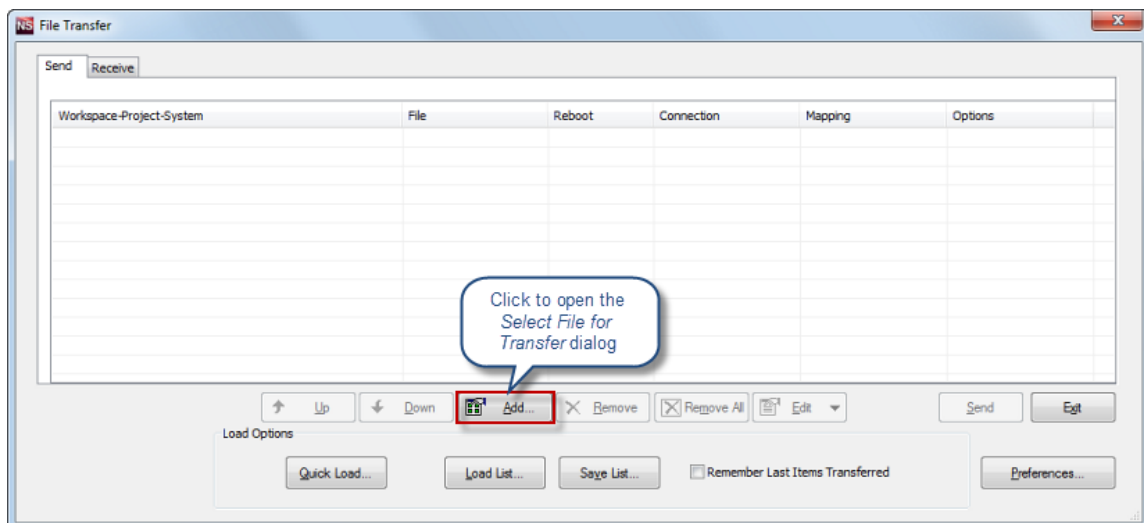 NS File Transfer
Send Receive
Workspace-Project-System File Reboot Connection Mapping Options
Click to open the
Select File for
Transfer dialog
Up Down Add... Remove Remove All Edit Send Exit
Load Options
Quick Load... Load List... Save List... Remember Last Items Transferred Preferences...